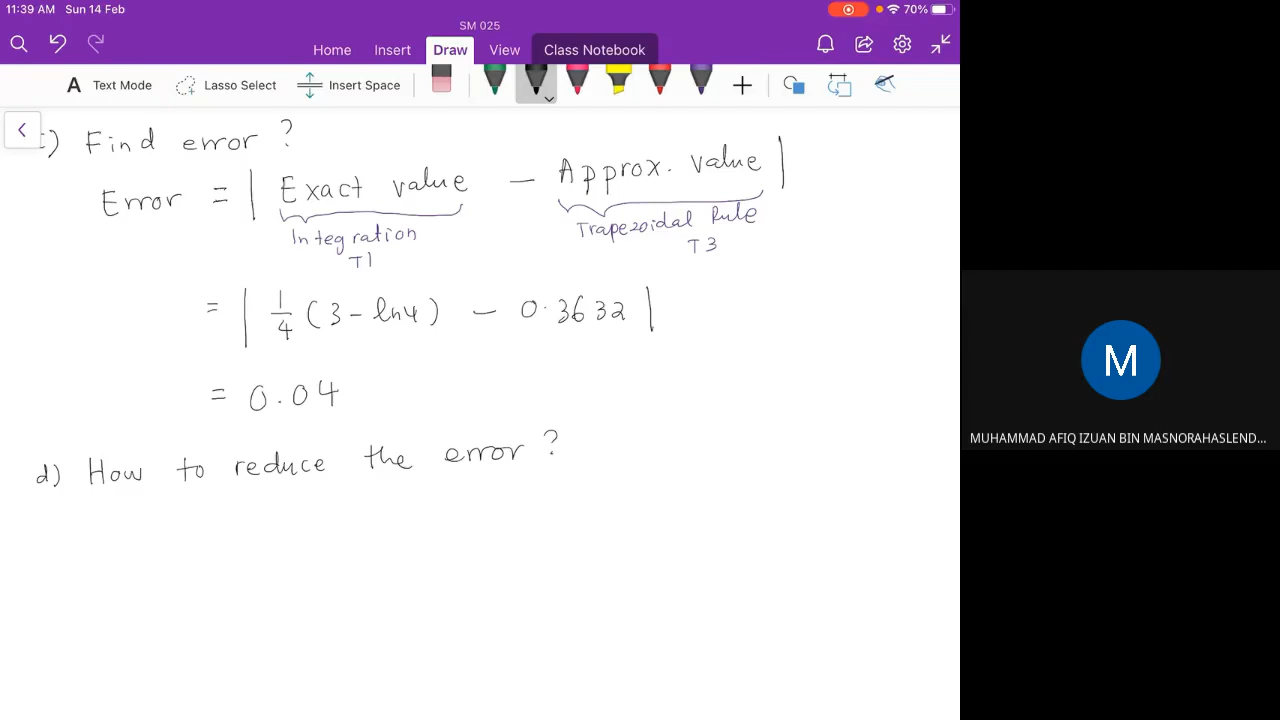 11:39 AM Sun 14 Feb 70%
SM 025
Home Insert Draw View Class Notebook
A Text Mode Lasso Select Insert Space
c) Find error ?
Error = | Exact value - Approx. value |
Integration Trapezoidal Rule
T1 T3
= | 1/4 (3 - ln4) - 0.3632 |
= 0.04
d) How to reduce the error ?
M
MUHAMMAD AFIQ IZUAN BIN MASNORAHASLEND...